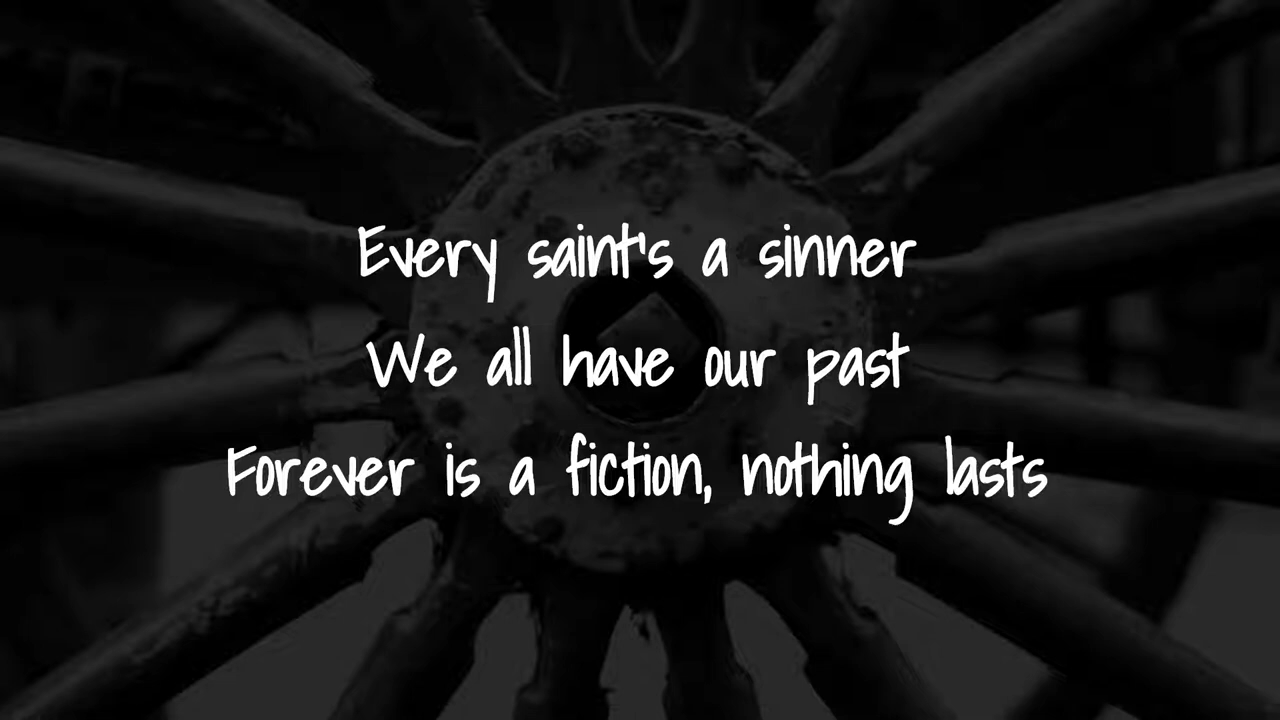 Every saint's a sinner
We all have our past
Forever is a fiction, nothing lasts